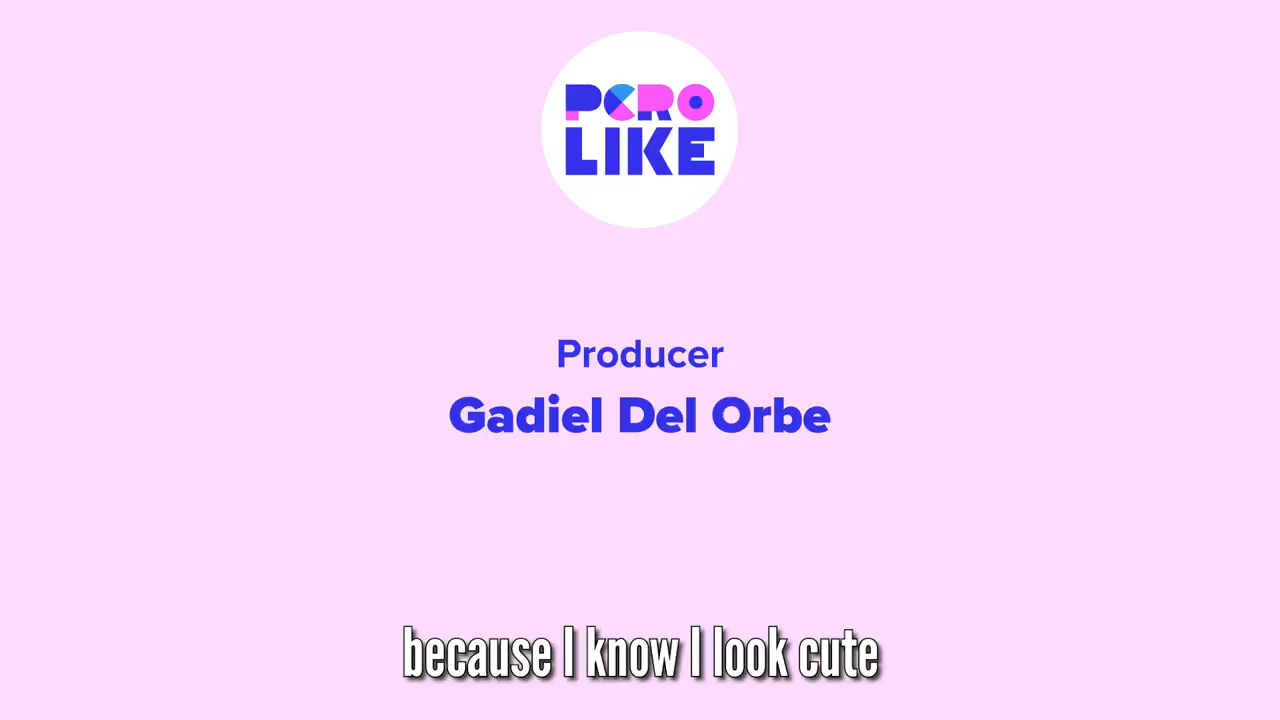 PERO
LIKE
Producer
Gadiel Del Orbe
because I know I look cute